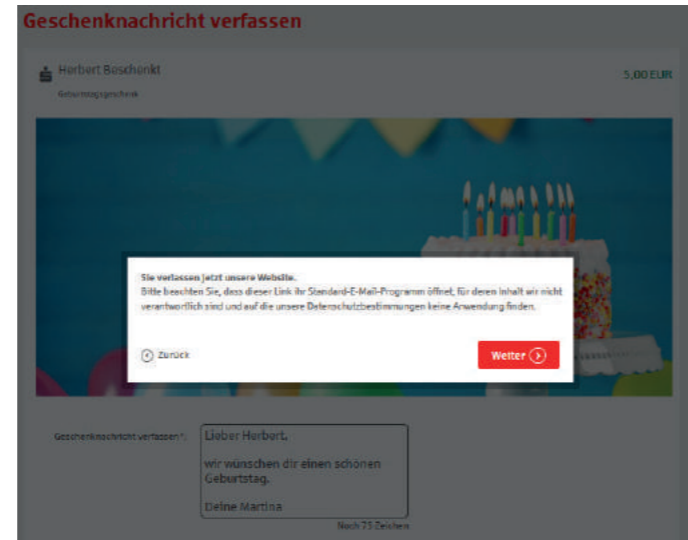 Geschenknachricht verfassen
Herbert Beschenkt
5,00 EUR
Geburtstagsgeschenk
Sie verlassen jetzt unsere Website.
Bitte beachten Sie, dass dieser Link ihr Standard-E-Mail-Programm öffnet, für deren Inhalt wir nicht
verantwortlich sind und auf die unsere Datenschutzbestimmungen keine Anwendung finden.
Zurück
Weiter
Geschenknachricht verfassen*:
Lieber Herbert,
wir wünschen dir einen schönen
Geburtstag.
Deine Martina
Noch 75 Zeichen